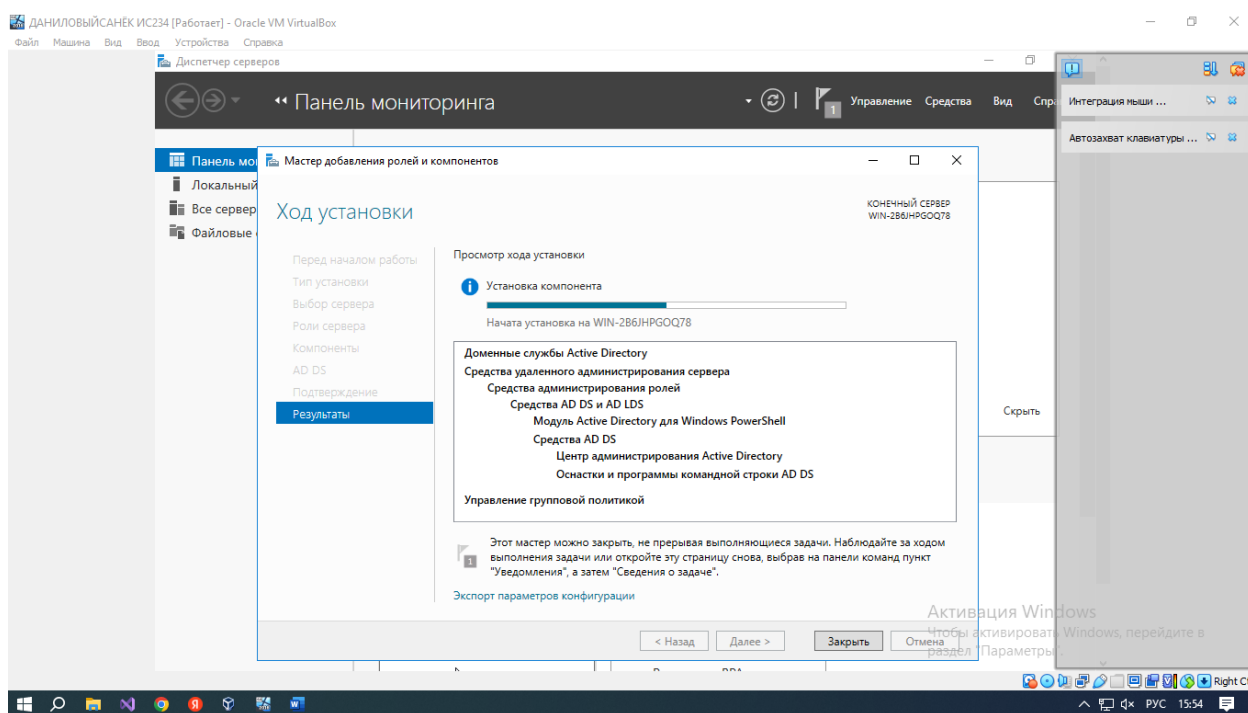 ДАНИЛОВЫЙСАНЁК ИС234 [Работает] - Oracle VM VirtualBox
Файл Машина Вид Ввод Устройства Справка
Диспетчер серверов
Панель мониторинга
1 Управление Средства Вид
Интеграция мыши ...
Автозахват клавиатуры ...
Панель
Локальный
Все
Файловые
Мастер добавления ролей и компонентов
Ход установки
КОНЕЧНЫЙ СЕРВЕР
WIN-2B6JHPGOQ78
Перед началом работы
Тип установки
Выбор сервера
Роли сервера
Компоненты
AD DS
Подтверждение
Результаты
Просмотр хода установки
Установка компонента
Начата установка на WIN-2B6JHPGOQ78
Доменные службы Active Directory
Средства удаленного администрирования сервера
Средства администрирования ролей
Средства AD DS и AD LDS
Модуль Active Directory для Windows PowerShell
Средства AD DS
Центр администрирования Active Directory
Оснастки и программы командной строки AD DS
Управление групповой политикой
1
Этот мастер можно закрыть, не прерывая выполняющиеся задачи. Наблюдайте за ходом
выполнения задачи или откройте эту страницу снова, выбрав на панели команд пункт
"Уведомления", а затем "Сведения о задаче".
Экспорт параметров конфигурации
< Назад Далее > Закрыть Отмена
Скрыть
Активация Windows
Чтобы активировать Windows, перейдите в
раздел "Параметры".
Right
РУС 15:54